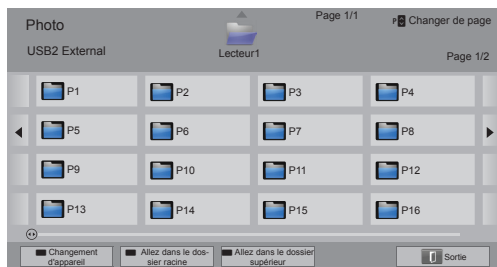 Photo
Page 1/1
P Changer de page
USB2 External
Lecteur1
Page 1/2
P1 P2 P3 P4
P5 P6 P7 P8
P9 P10 P11 P12
P13 P14 P15 P16
Changement
d'appareil
Allez dans le dos-
sier racine
Allez dans le dossier
supérieur
Sortie